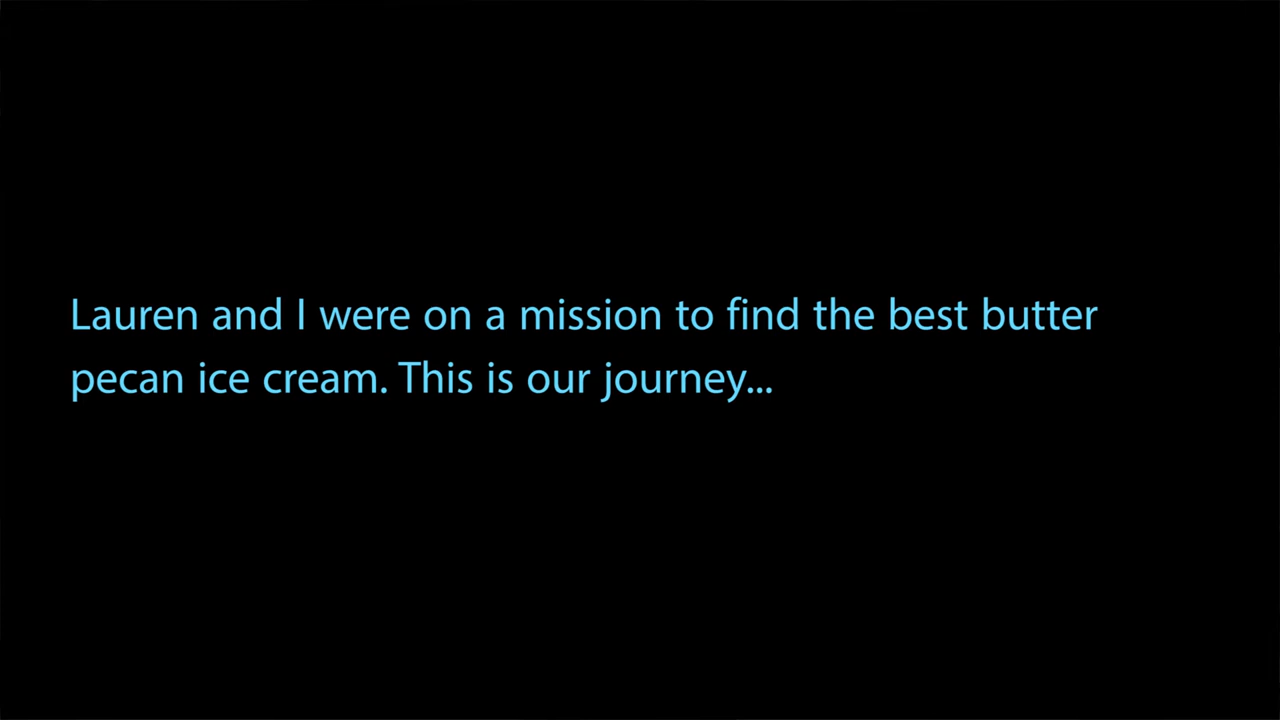 Lauren and I were on a mission to find the best butter
pecan ice cream. This is our journey...